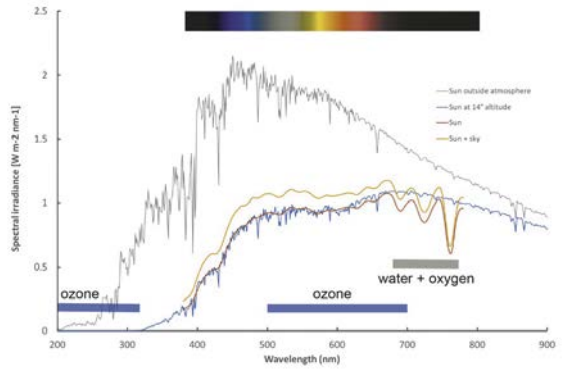 2.5
2
1.5
1
0.5
0
Spectral irradiance [W m-2 nm-1]
Sun outside atmosphere
Sun at 14° altitude
Sun
Sun + sky
ozone
ozone
water + oxygen
200 300 400 500 600 700 800 900
Wavelength (nm)